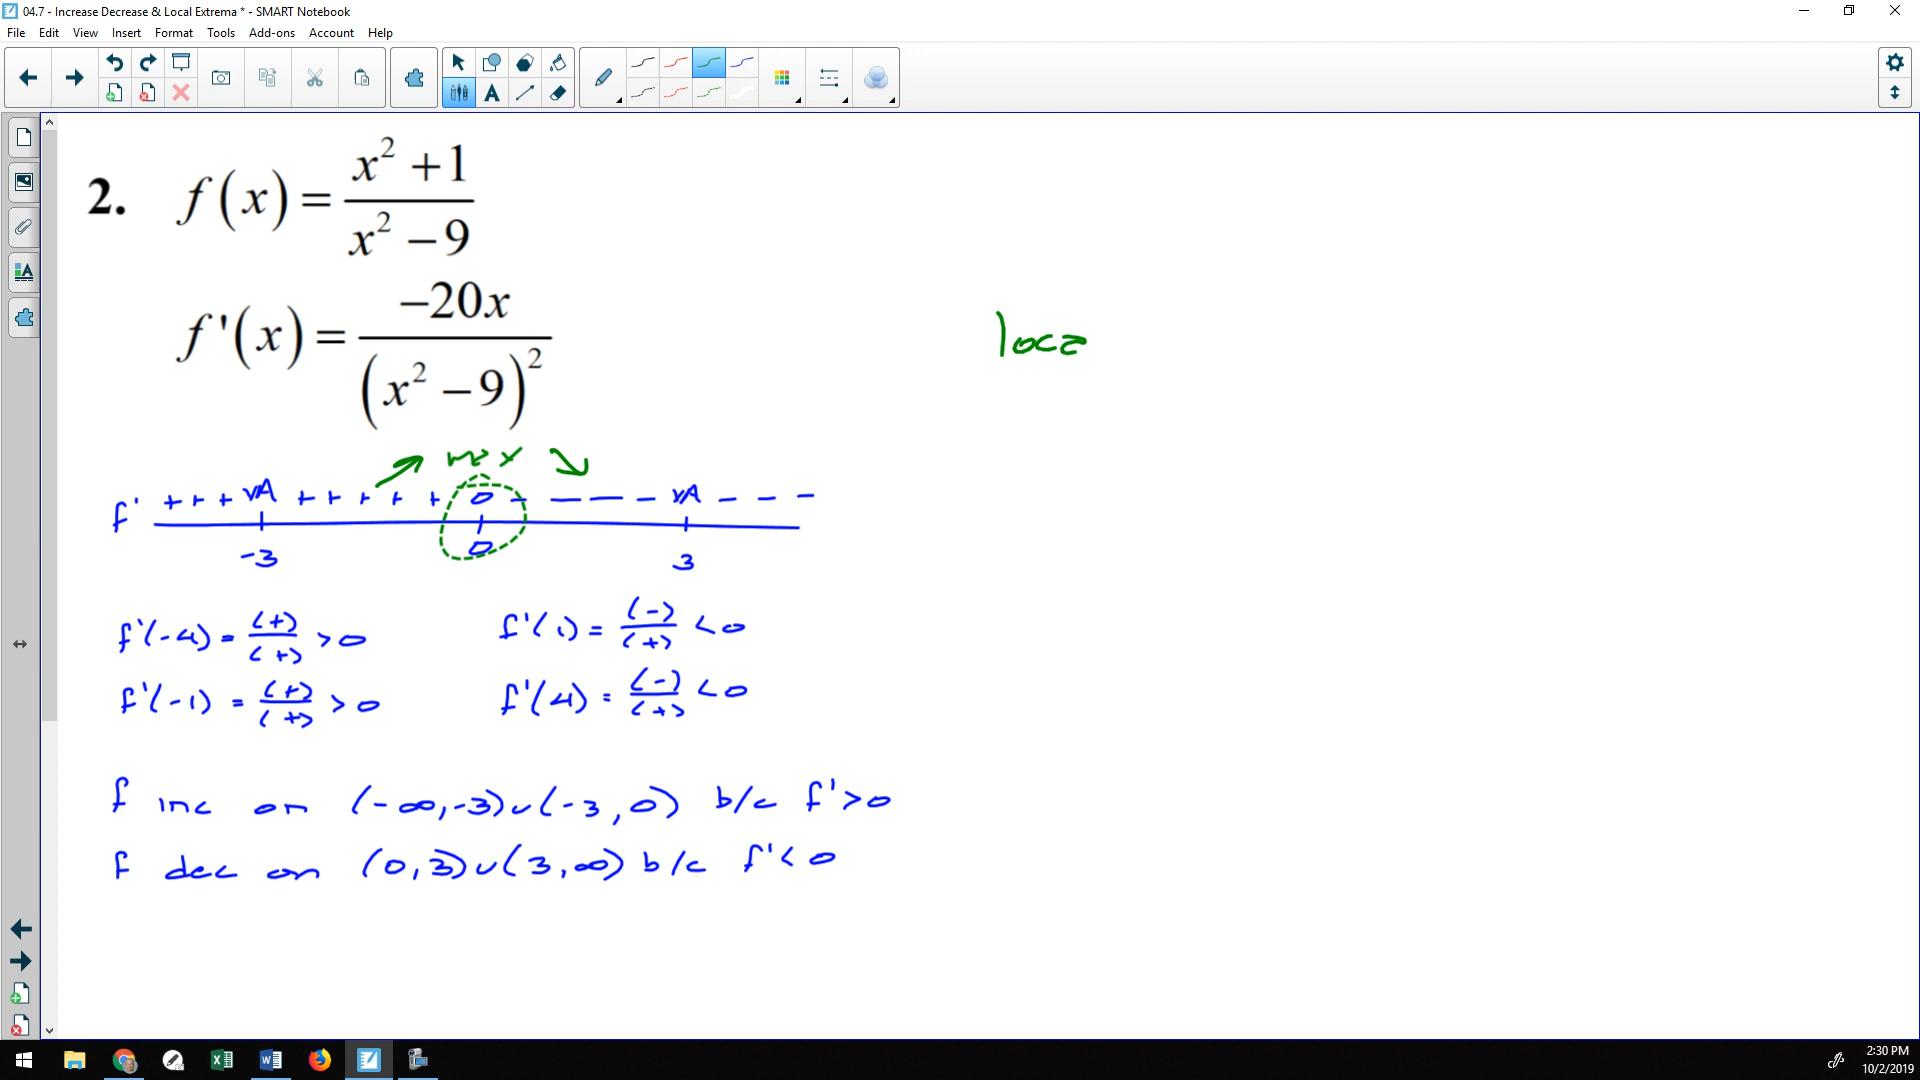 04.7 - Increase Decrease & Local Extrema * - SMART Notebook
File Edit View Insert Format Tools Add-ons Account Help
2. f(x) = (x² + 1)/(x² − 9)
f'(x) = −20x/(x² − 9)²
loca
↗ max ↘
f' + + + VA + + + + + 0 − − − − VA − − −
-3 0 3
f'(-4) = (+)/(+) > 0 f'(1) = (-)/(+) < 0
f'(-1) = (+)/(+) > 0 f'(4) = (-)/(+) < 0
f inc on (-∞,-3)∪(-3,0) b/c f'>0
f dec on (0,3)∪(3,∞) b/c f'<0
2:30 PM
10/2/2019